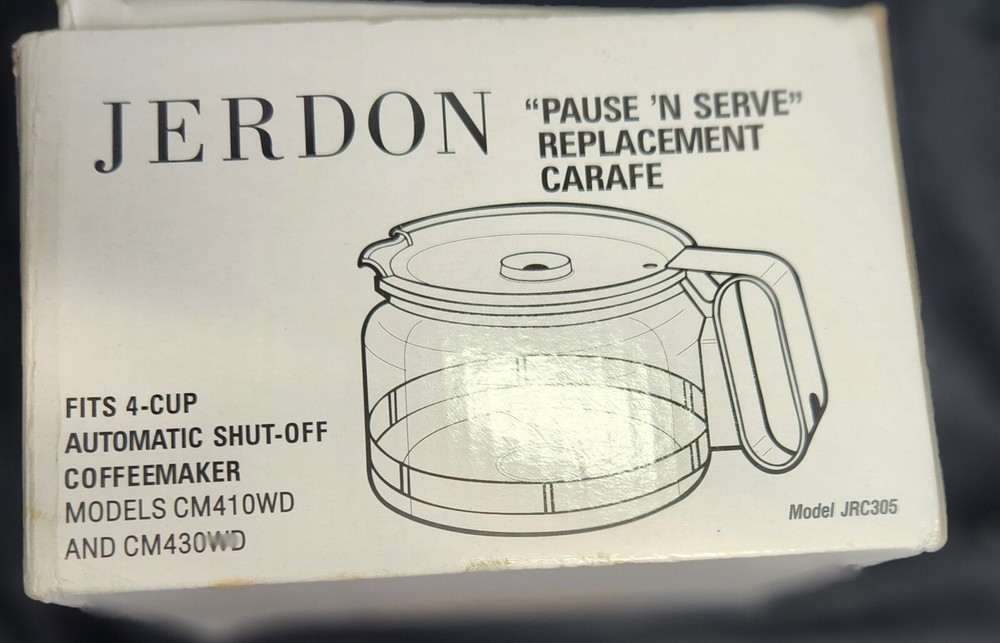 JERDON
“PAUSE ’N SERVE”
REPLACEMENT
CARAFE
FITS 4-CUP
AUTOMATIC SHUT-OFF
COFFEEMAKER
MODELS CM410WD
AND CM430WD
Model JRC305